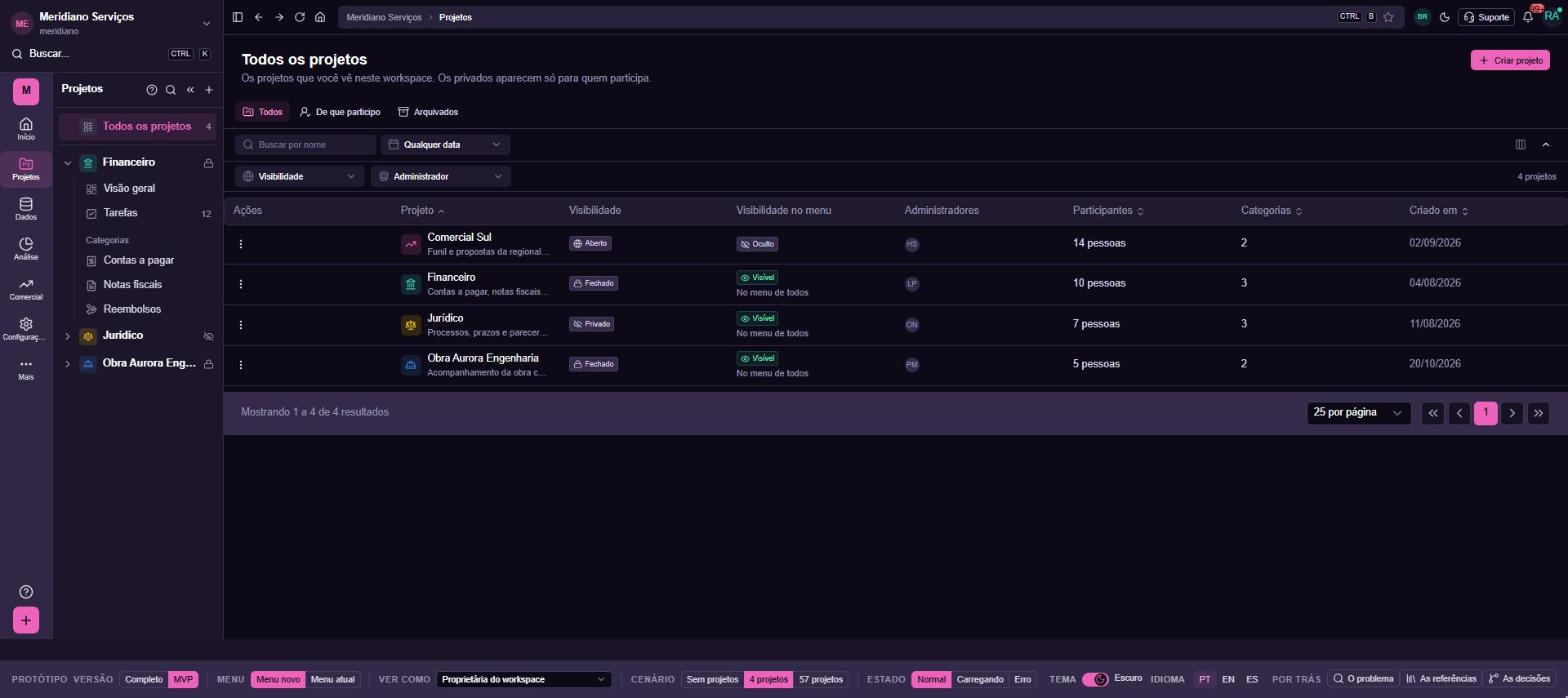 ME
Meridiano Serviços
meridiano
Meridiano Serviços > Projetos
CTRL B
BR
Suporte
99+
RA
Buscar...
CTRL K
M
Início
Projetos
Dados
Análise
Comercial
Configuraç...
Mais
Projetos
Todos os projetos 4
Financeiro
Visão geral
Tarefas 12
Categorias
Contas a pagar
Notas fiscais
Reembolsos
Jurídico
Obra Aurora Eng...
Todos os projetos
Os projetos que você vê neste workspace. Os privados aparecem só para quem participa.
Criar projeto
Todos De que participo Arquivados
Buscar por nome Qualquer data
Visibilidade Administrador 4 projetos
Ações Projeto Visibilidade Visibilidade no menu Administradores Participantes Categorias Criado em
Comercial Sul Aberto Oculto HS 14 pessoas 2 02/09/2026
Funil e propostas da regional...
Financeiro Fechado Visível LP 10 pessoas 3 04/08/2026
Contas a pagar, notas fiscais... No menu de todos
Jurídico Privado Visível ON 7 pessoas 3 11/08/2026
Processos, prazos e parecer... No menu de todos
Obra Aurora Engenharia Fechado Visível PM 5 pessoas 2 20/10/2026
Acompanhamento da obra c... No menu de todos
Mostrando 1 a 4 de 4 resultados 25 por página 1
PROTÓTIPO VERSÃO Completo MVP MENU Menu novo Menu atual VER COMO Proprietária do workspace CENÁRIO Sem projetos 4 projetos 57 projetos ESTADO Normal Carregando Erro TEMA Escuro IDIOMA PT EN ES POR TRÁS O problema As referências As decisões